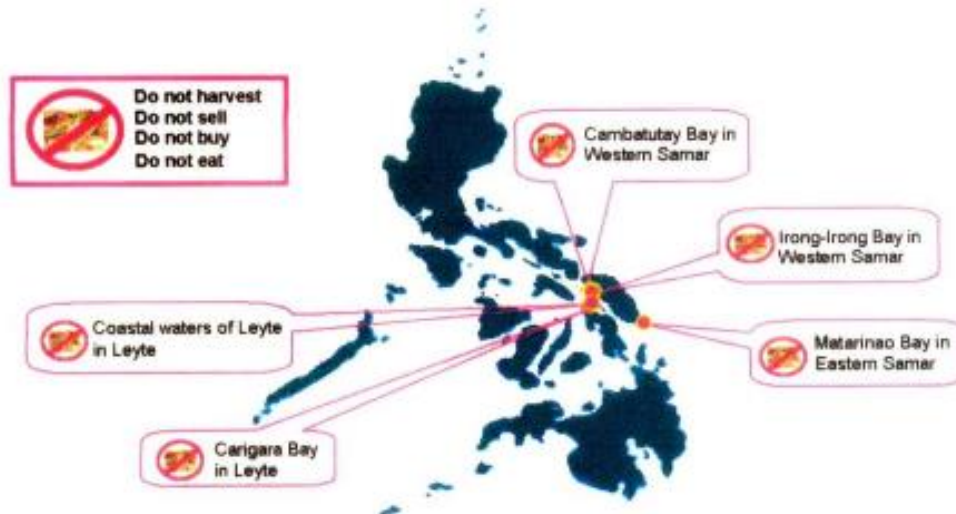 Do not harvest
Do not sell
Do not buy
Do not eat
Cambatutay Bay in
Western Samar
Irong-Irong Bay in
Western Samar
Coastal waters of Leyte
in Leyte
Matarinao Bay in
Eastern Samar
Carigara Bay
in Leyte